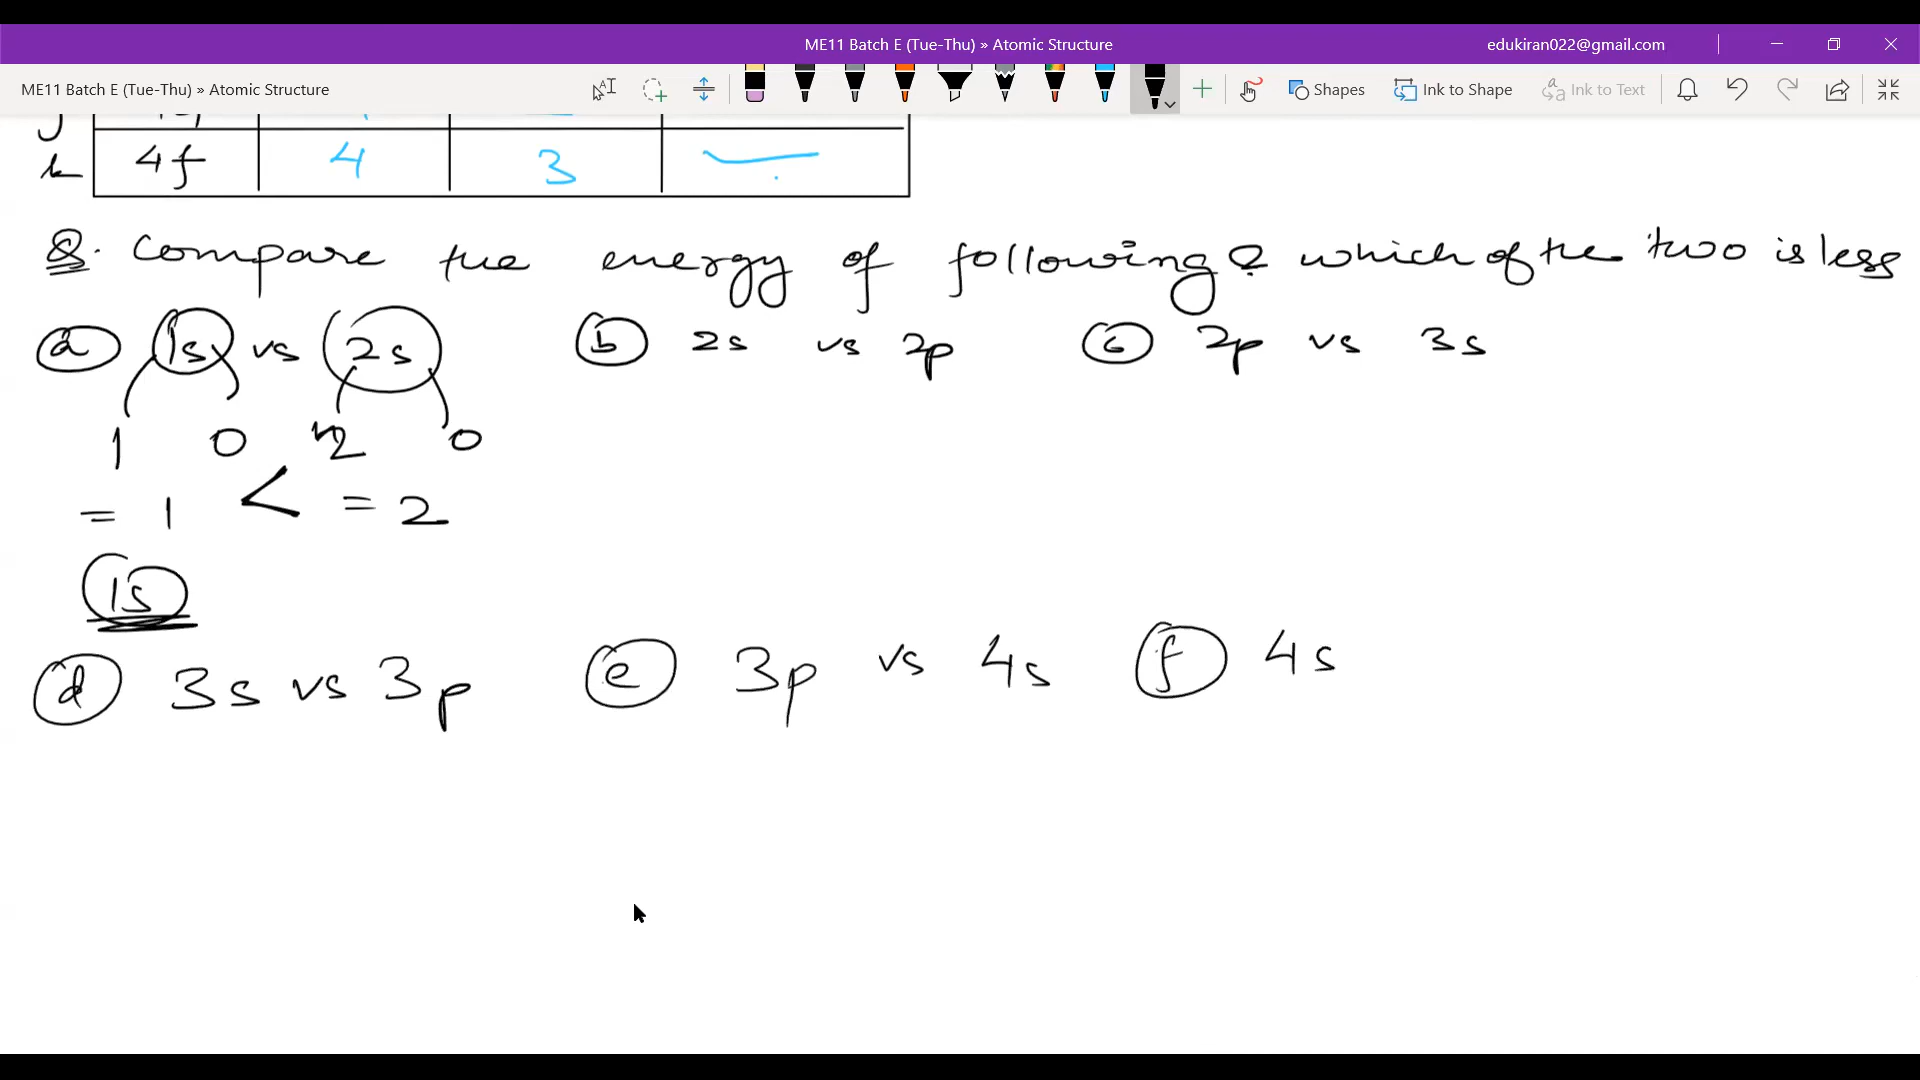 ME11 Batch E (Tue-Thu) » Atomic Structure
edukiran022@gmail.com
ME11 Batch E (Tue-Thu) » Atomic Structure
Shapes
Ink to Shape
Ink to Text
k 4f 4 3
Q. Compare the energy of following & which of the two is less
a 1s vs 2s b 2s vs 2p c 2p vs 3s
1 0 2 0
= 1 < = 2
1s
d 3s vs 3p e 3p vs 4s f 4s